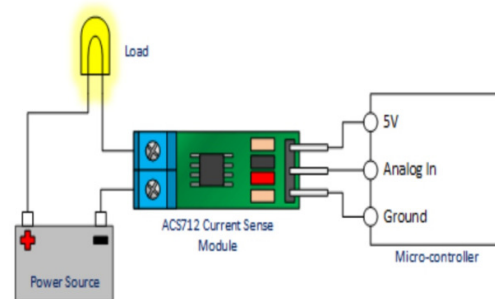 Load
5V
Analog In
Ground
ACS712 Current Sense
Module
Micro-controller
Power Source